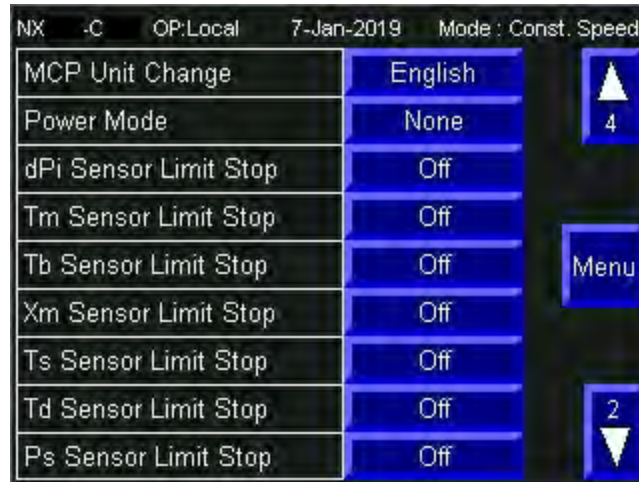 NX -C OP:Local 7-Jan-2019 Mode : Const. Speed
MCP Unit Change English
4
Power Mode None
dPi Sensor Limit Stop Off
Tm Sensor Limit Stop Off
Tb Sensor Limit Stop Off
Menu
Xm Sensor Limit Stop Off
Ts Sensor Limit Stop Off
Td Sensor Limit Stop Off
2
Ps Sensor Limit Stop Off